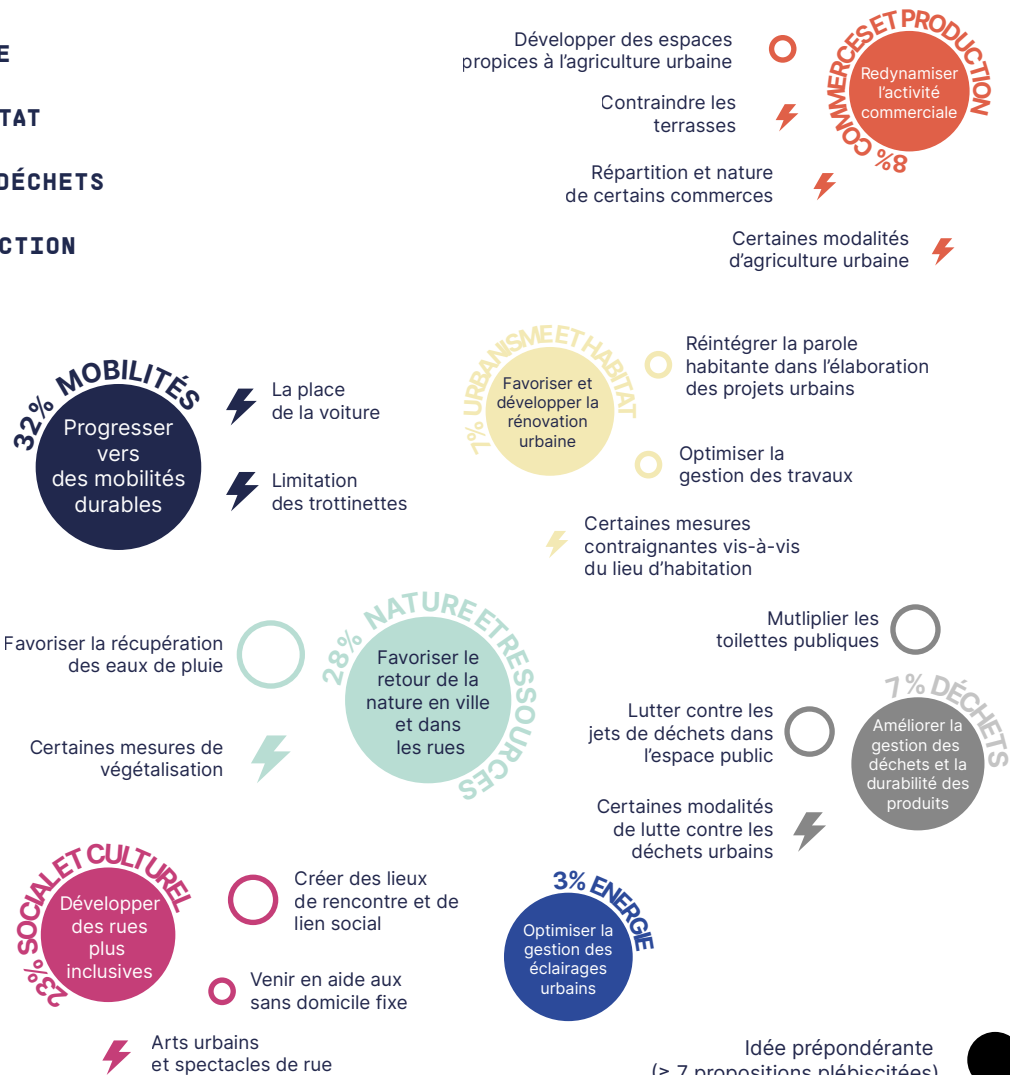 E
TAT
DÉCHETS
CTION
Développer des espaces
propices à l’agriculture urbaine
Contraindre les
terrasses
Répartition et nature
de certains commerces
Certaines modalités
d’agriculture urbaine
8% COMMERCES ET PRODUCTION
Redynamiser
l’activité
commerciale
32% MOBILITÉS
Progresser
vers
des mobilités
durables
La place
de la voiture
Limitation
des trottinettes
7% URBANISME ET HABITAT
Favoriser et
développer la
rénovation
urbaine
Réintégrer la parole
habitante dans l’élaboration
des projets urbains
Optimiser la
gestion des travaux
Certaines mesures
contraignantes vis-à-vis
du lieu d’habitation
Favoriser la récupération
des eaux de pluie
Certaines mesures de
végétalisation
28% NATURE ET RESSOURCES
Favoriser le
retour de la
nature en ville
et dans
les rues
Mutliplier les
toilettes publiques
Lutter contre les
jets de déchets dans
l’espace public
Certaines modalités
de lutte contre les
déchets urbains
7% DÉCHETS
Améliorer la
gestion des
déchets et la
durabilité des
produits
23% SOCIAL ET CULTUREL
Développer
des rues
plus
inclusives
Créer des lieux
de rencontre et de
lien social
Venir en aide aux
sans domicile fixe
Arts urbains
et spectacles de rue
3% ENERGIE
Optimiser la
gestion des
éclairages
urbains
Idée prépondérante
(≥ 7 propositions plébiscitées)